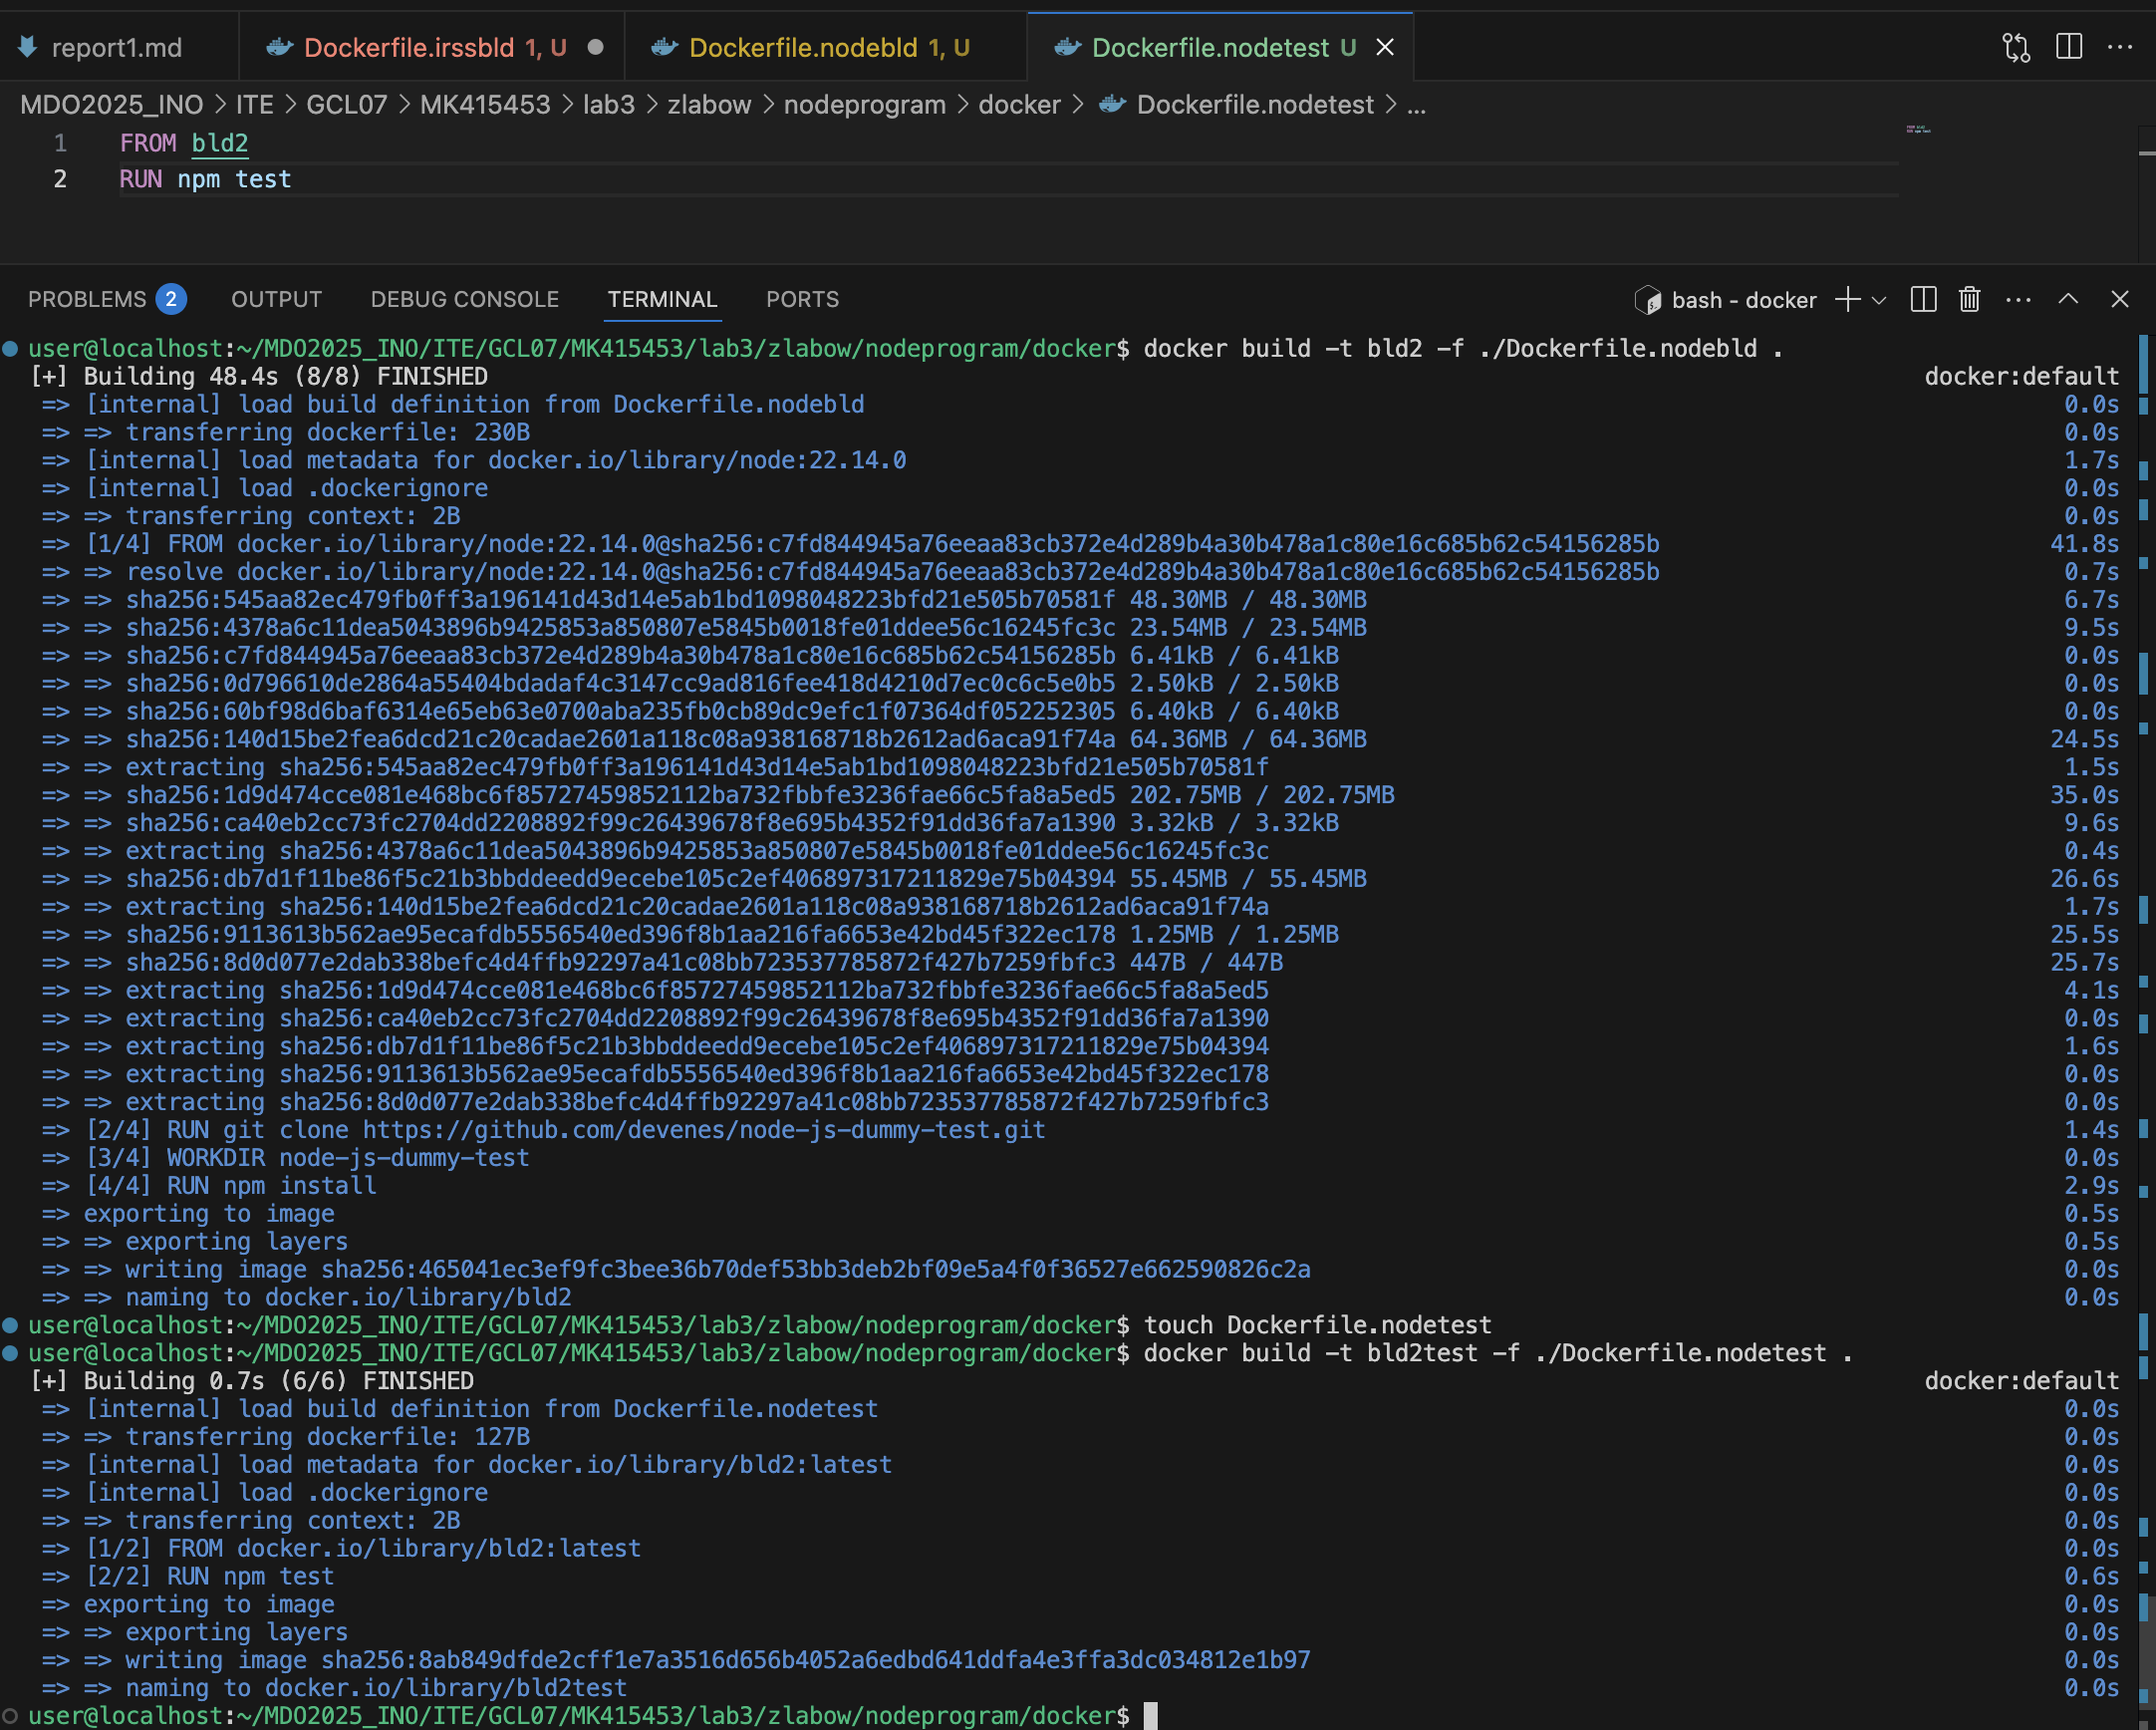 report1.md Dockerfile.irssbld 1, U Dockerfile.nodebld 1, U Dockerfile.nodetest U
MDO2025_INO > ITE > GCL07 > MK415453 > lab3 > zlabow > nodeprogram > docker > Dockerfile.nodetest > ...
1 FROM bld2
2 RUN npm test
PROBLEMS 2 OUTPUT DEBUG CONSOLE TERMINAL PORTS bash - docker
user@localhost:~/MDO2025_INO/ITE/GCL07/MK415453/lab3/zlabow/nodeprogram/docker$ docker build -t bld2 -f ./Dockerfile.nodebld .
[+] Building 48.4s (8/8) FINISHED docker:default
=> [internal] load build definition from Dockerfile.nodebld 0.0s
=> => transferring dockerfile: 230B 0.0s
=> [internal] load metadata for docker.io/library/node:22.14.0 1.7s
=> [internal] load .dockerignore 0.0s
=> => transferring context: 2B 0.0s
=> [1/4] FROM docker.io/library/node:22.14.0@sha256:c7fd844945a76eeaa83cb372e4d289b4a30b478a1c80e16c685b62c54156285b 41.8s
=> => resolve docker.io/library/node:22.14.0@sha256:c7fd844945a76eeaa83cb372e4d289b4a30b478a1c80e16c685b62c54156285b 0.7s
=> => sha256:545aa82ec479fb0ff3a196141d43d14e5ab1bd1098048223bfd21e505b70581f 48.30MB / 48.30MB 6.7s
=> => sha256:4378a6c11dea5043896b9425853a850807e5845b0018fe01ddee56c16245fc3c 23.54MB / 23.54MB 9.5s
=> => sha256:c7fd844945a76eeaa83cb372e4d289b4a30b478a1c80e16c685b62c54156285b 6.41kB / 6.41kB 0.0s
=> => sha256:0d796610de2864a55404bdadaf4c3147cc9ad816fee418d4210d7ec0c6c5e0b5 2.50kB / 2.50kB 0.0s
=> => sha256:60bf98d6baf6314e65eb63e0700aba235fb0cb89dc9efc1f07364df052252305 6.40kB / 6.40kB 0.0s
=> => sha256:140d15be2fea6dcd21c20cadae2601a118c08a938168718b2612ad6aca91f74a 64.36MB / 64.36MB 24.5s
=> => extracting sha256:545aa82ec479fb0ff3a196141d43d14e5ab1bd1098048223bfd21e505b70581f 1.5s
=> => sha256:1d9d474cce081e468bc6f85727459852112ba732fbbfe3236fae66c5fa8a5ed5 202.75MB / 202.75MB 35.0s
=> => sha256:ca40eb2cc73fc2704dd2208892f99c26439678f8e695b4352f91dd36fa7a1390 3.32kB / 3.32kB 9.6s
=> => extracting sha256:4378a6c11dea5043896b9425853a850807e5845b0018fe01ddee56c16245fc3c 0.4s
=> => sha256:db7d1f11be86f5c21b3bbddeedd9ecebe105c2ef406897317211829e75b04394 55.45MB / 55.45MB 26.6s
=> => extracting sha256:140d15be2fea6dcd21c20cadae2601a118c08a938168718b2612ad6aca91f74a 1.7s
=> => sha256:9113613b562ae95ecafdb5556540ed396f8b1aa216fa6653e42bd45f322ec178 1.25MB / 1.25MB 25.5s
=> => sha256:8d0d077e2dab338befc4d4ffb92297a41c08bb723537785872f427b7259fbfc3 447B / 447B 25.7s
=> => extracting sha256:1d9d474cce081e468bc6f85727459852112ba732fbbfe3236fae66c5fa8a5ed5 4.1s
=> => extracting sha256:ca40eb2cc73fc2704dd2208892f99c26439678f8e695b4352f91dd36fa7a1390 0.0s
=> => extracting sha256:db7d1f11be86f5c21b3bbddeedd9ecebe105c2ef406897317211829e75b04394 1.6s
=> => extracting sha256:9113613b562ae95ecafdb5556540ed396f8b1aa216fa6653e42bd45f322ec178 0.0s
=> => extracting sha256:8d0d077e2dab338befc4d4ffb92297a41c08bb723537785872f427b7259fbfc3 0.0s
=> [2/4] RUN git clone https://github.com/devenes/node-js-dummy-test.git 1.4s
=> [3/4] WORKDIR node-js-dummy-test 0.0s
=> [4/4] RUN npm install 2.9s
=> exporting to image 0.5s
=> => exporting layers 0.5s
=> => writing image sha256:465041ec3ef9fc3bee36b70def53bb3deb2bf09e5a4f0f36527e662590826c2a 0.0s
=> => naming to docker.io/library/bld2 0.0s
user@localhost:~/MDO2025_INO/ITE/GCL07/MK415453/lab3/zlabow/nodeprogram/docker$ touch Dockerfile.nodetest
user@localhost:~/MDO2025_INO/ITE/GCL07/MK415453/lab3/zlabow/nodeprogram/docker$ docker build -t bld2test -f ./Dockerfile.nodetest .
[+] Building 0.7s (6/6) FINISHED docker:default
=> [internal] load build definition from Dockerfile.nodetest 0.0s
=> => transferring dockerfile: 127B 0.0s
=> [internal] load metadata for docker.io/library/bld2:latest 0.0s
=> [internal] load .dockerignore 0.0s
=> => transferring context: 2B 0.0s
=> [1/2] FROM docker.io/library/bld2:latest 0.0s
=> [2/2] RUN npm test 0.6s
=> exporting to image 0.0s
=> => exporting layers 0.0s
=> => writing image sha256:8ab849dfde2cff1e7a3516d656b4052a6edbd641ddfa4e3ffa3dc034812e1b97 0.0s
=> => naming to docker.io/library/bld2test 0.0s
user@localhost:~/MDO2025_INO/ITE/GCL07/MK415453/lab3/zlabow/nodeprogram/docker$